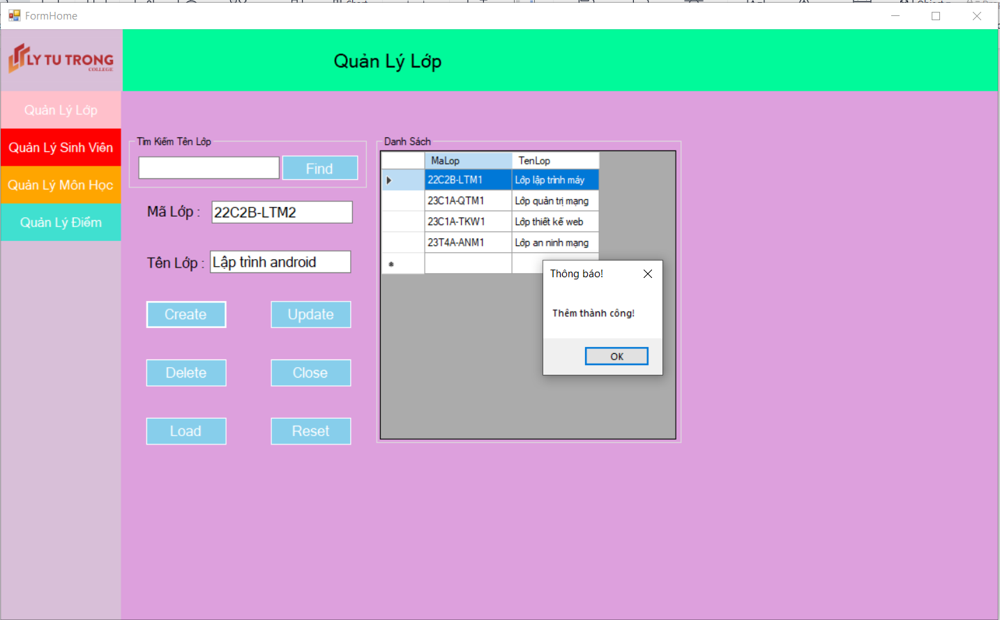 FormHome
LY TU TRONG
COLLEGE
Quản Lý Lớp
Quản Lý Lớp
Quản Lý Sinh Viên
Quản Lý Môn Học
Quản Lý Điểm
Tìm Kiếm Tên Lớp
Find
Mã Lớp : 22C2B-LTM2
Tên Lớp : Lập trình android
Create Update
Delete Close
Load Reset
Danh Sách
MaLop TenLop
22C2B-LTM1 Lớp lập trình máy
23C1A-QTM1 Lớp quản trị mạng
23C1A-TKW1 Lớp thiết kế web
23T4A-ANM1 Lớp an ninh mạng
Thông báo!
Thêm thành công!
OK